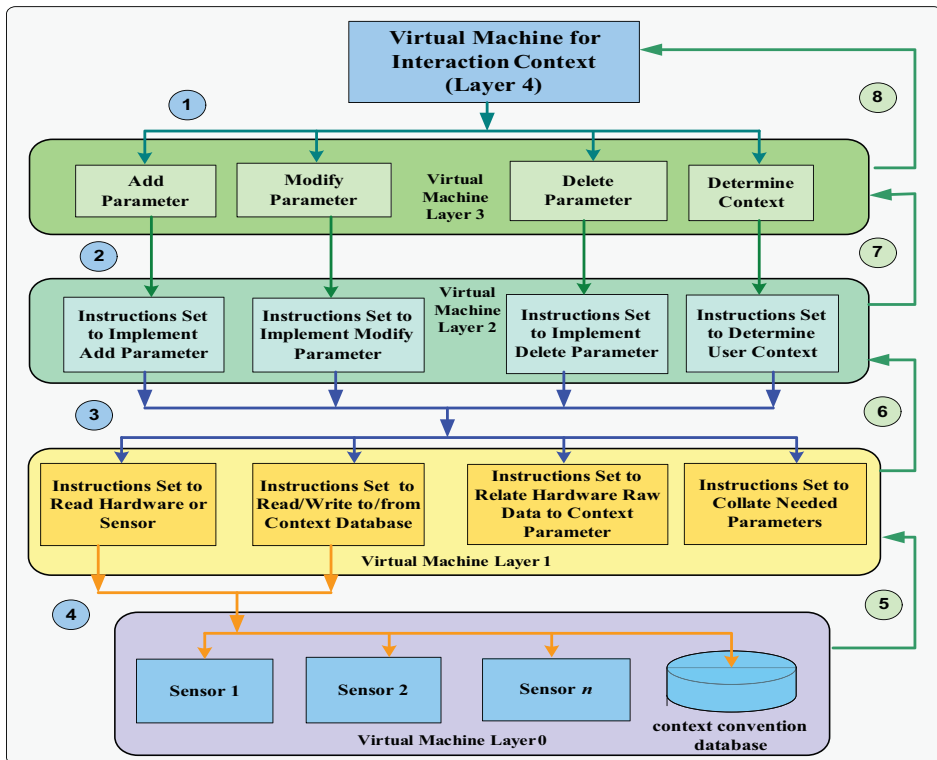 Virtual Machine for
Interaction Context
(Layer 4)
1
8
Add
Parameter
Modify
Parameter
Virtual
Machine
Layer 3
Delete
Parameter
Determine
Context
2
7
Instructions Set
to Implement
Add Parameter
Instructions Set to
Implement Modify
Parameter
Virtual
Machine
Layer 2
Instructions Set
to Implement
Delete Parameter
Instructions Set
to Determine
User Context
3
6
Instructions Set to
Read Hardware or
Sensor
Instructions Set to
Read/Write to/from
Context Database
Instructions Set to
Relate Hardware Raw
Data to Context
Parameter
Instructions Set to
Collate Needed
Parameters
Virtual Machine Layer 1
4
5
Sensor 1
Sensor 2
Sensor n
context convention
database
Virtual Machine Layer 0